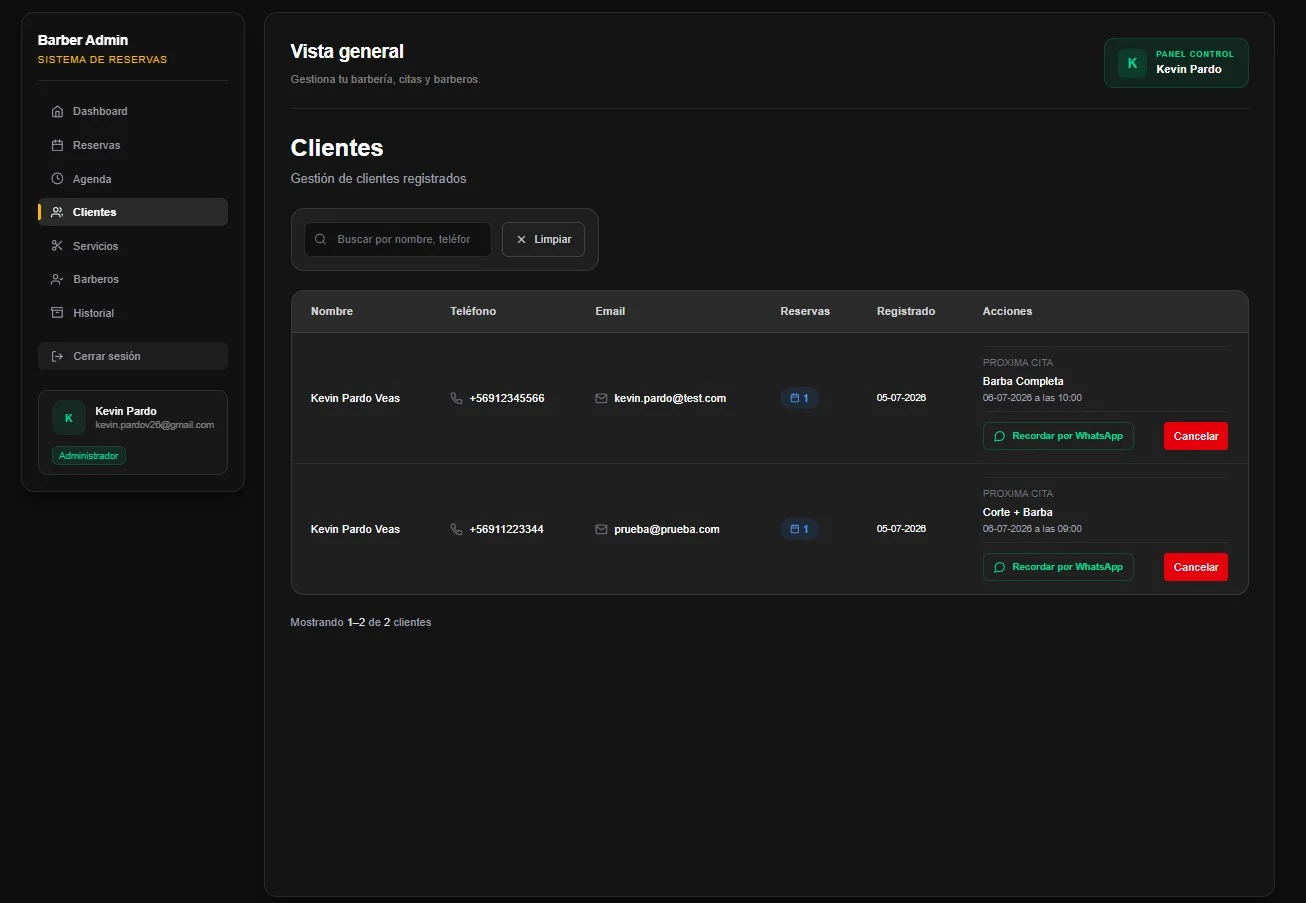 Barber Admin
SISTEMA DE RESERVAS
Dashboard
Reservas
Agenda
Clientes
Servicios
Barberos
Historial
Cerrar sesión
K
Kevin Pardo
kevin.pardov26@gmail.com
Administrador
Vista general
Gestiona tu barbería, citas y barberos.
K
PANEL CONTROL
Kevin Pardo
Clientes
Gestión de clientes registrados
Buscar por nombre, teléfor
Limpiar
Nombre Teléfono Email Reservas Registrado Acciones
Kevin Pardo Veas +56912345566 kevin.pardo@test.com 1 05-07-2026
PROXIMA CITA
Barba Completa
06-07-2026 a las 10:00
Recordar por WhatsApp Cancelar
Kevin Pardo Veas +56911223344 prueba@prueba.com 1 05-07-2026
PROXIMA CITA
Corte + Barba
06-07-2026 a las 09:00
Recordar por WhatsApp Cancelar
Mostrando 1–2 de 2 clientes